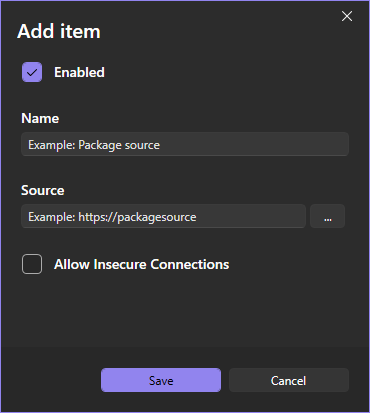 Add item
Enabled
Name
Example: Package source
Source
Example: https://packagesource
...
Allow Insecure Connections
Save
Cancel